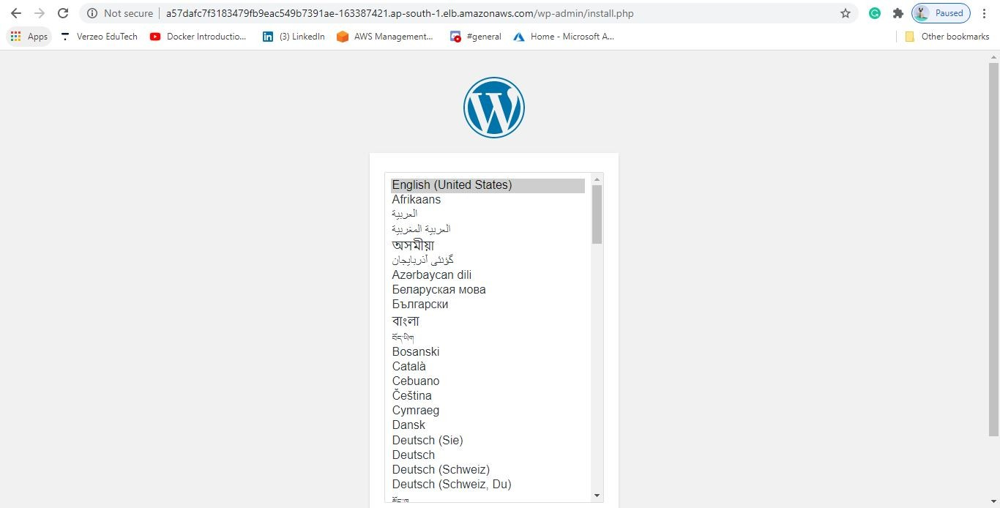 Not secure | a57dafc7f3183479fb9eac549b7391ae-163387421.ap-south-1.elb.amazonaws.com/wp-admin/install.php Paused
Apps Verzeo EduTech Docker Introductio... (3) LinkedIn AWS Management... #general Home - Microsoft A... Other bookmarks
English (United States)
Afrikaans
العربية
العربية المغربية
অসমীয়া
گؤنئی آذربایجان
Azərbaycan dili
Беларуская мова
Български
বাংলা
བོད་ཡིག
Bosanski
Català
Cebuano
Čeština
Cymraeg
Dansk
Deutsch (Sie)
Deutsch
Deutsch (Schweiz)
Deutsch (Schweiz, Du)